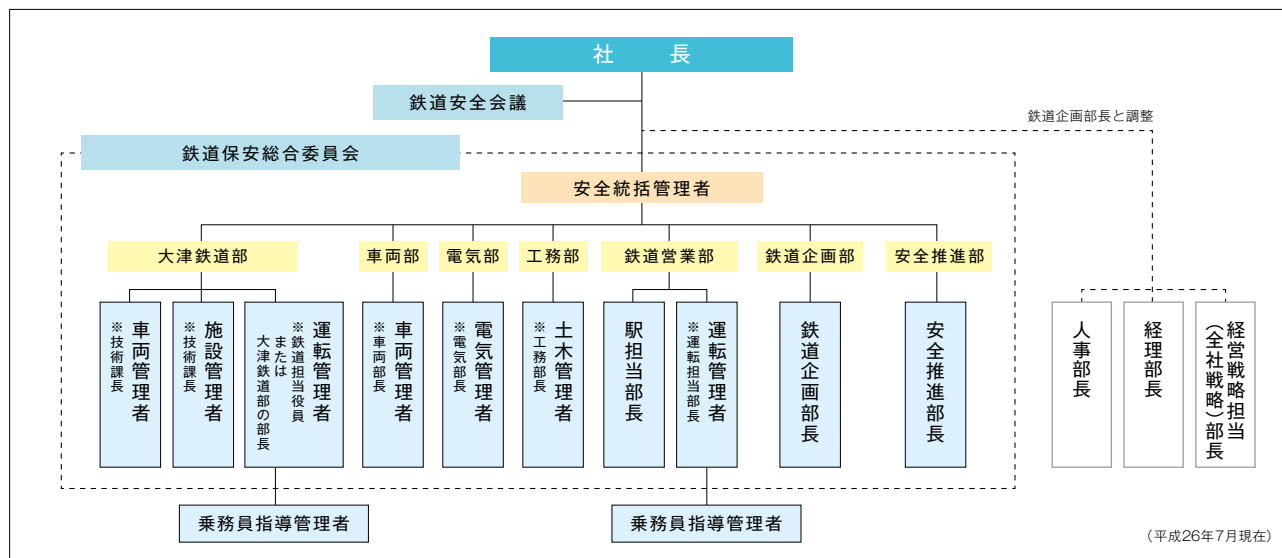 社長
鉄道安全会議
鉄道企画部長と調整
鉄道保安総合委員会
安全統括管理者
大津鉄道部
車両部
電気部
工務部
鉄道営業部
鉄道企画部
安全推進部
車両管理者
※技術課長
施設管理者
※技術課長
運転管理者
※鉄道担当役員
または
大津鉄道部の部長
車両管理者
※車両部長
電気管理者
※電気部長
土木管理者
※工務部長
駅担当部長
運転管理者
※運転担当部長
鉄道企画部長
安全推進部長
人事部長
経理部長
経営戦略担当
(全社戦略)部長
乗務員指導管理者
乗務員指導管理者
(平成26年7月現在)